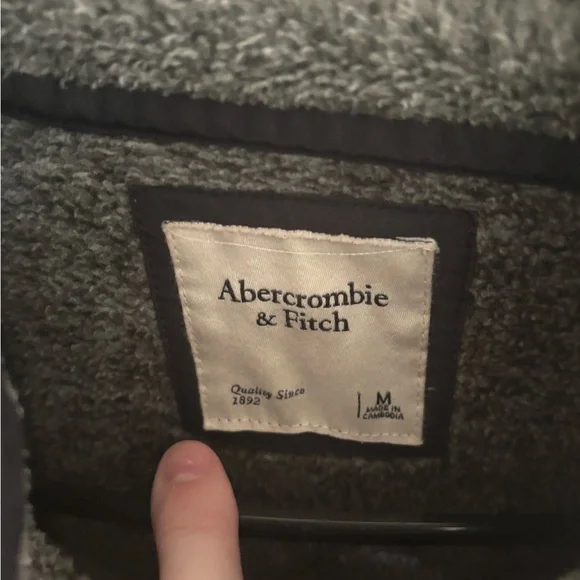 Abercrombie
& Fitch
Quality Since
1892
M
MADE IN
CAMBODIA